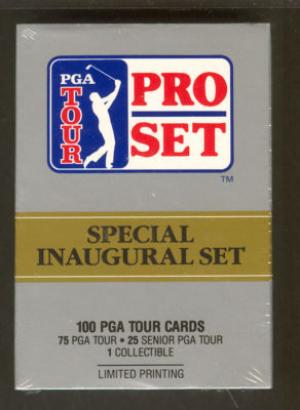 PGA
TOUR
PRO
SET
TM
SPECIAL
INAUGURAL SET
100 PGA TOUR CARDS
75 PGA TOUR • 25 SENIOR PGA TOUR
1 COLLECTIBLE
LIMITED PRINTING